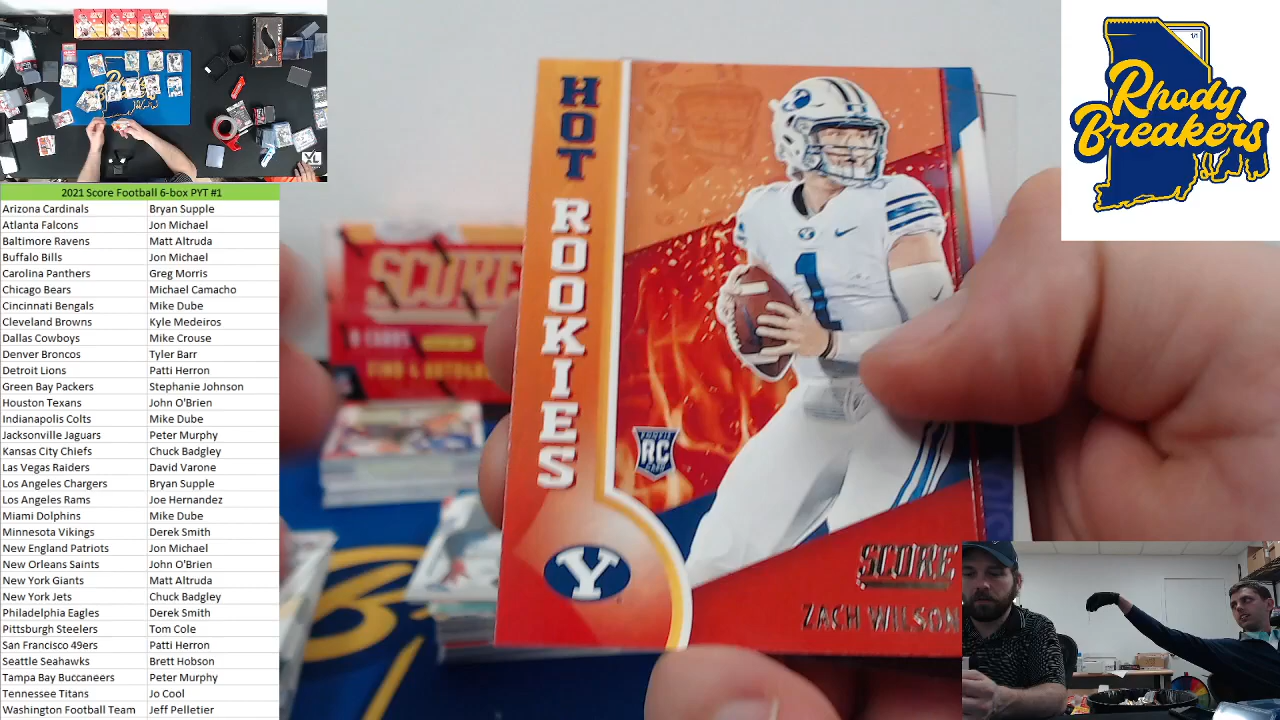 2021 Score Football 6-box PYT #1
Arizona Cardinals Bryan Supple
Atlanta Falcons Jon Michael
Baltimore Ravens Matt Altruda
Buffalo Bills Jon Michael
Carolina Panthers Greg Morris
Chicago Bears Michael Camacho
Cincinnati Bengals Mike Dube
Cleveland Browns Kyle Medeiros
Dallas Cowboys Mike Crouse
Denver Broncos Tyler Barr
Detroit Lions Patti Herron
Green Bay Packers Stephanie Johnson
Houston Texans John O'Brien
Indianapolis Colts Mike Dube
Jacksonville Jaguars Peter Murphy
Kansas City Chiefs Chuck Badgley
Las Vegas Raiders David Varone
Los Angeles Chargers Bryan Supple
Los Angeles Rams Joe Hernandez
Miami Dolphins Mike Dube
Minnesota Vikings Derek Smith
New England Patriots Jon Michael
New Orleans Saints John O'Brien
New York Giants Matt Altruda
New York Jets Chuck Badgley
Philadelphia Eagles Derek Smith
Pittsburgh Steelers Tom Cole
San Francisco 49ers Patti Herron
Seattle Seahawks Brett Hobson
Tampa Bay Buccaneers Peter Murphy
Tennessee Titans Jo Cool
Washington Football Team Jeff Pelletier
SCORE
HOT ROOKIES
1
ROOKIE
RC
CARD
Y
SCORE
ZACH WILSON
1/1
Rhody
Breakers
XL